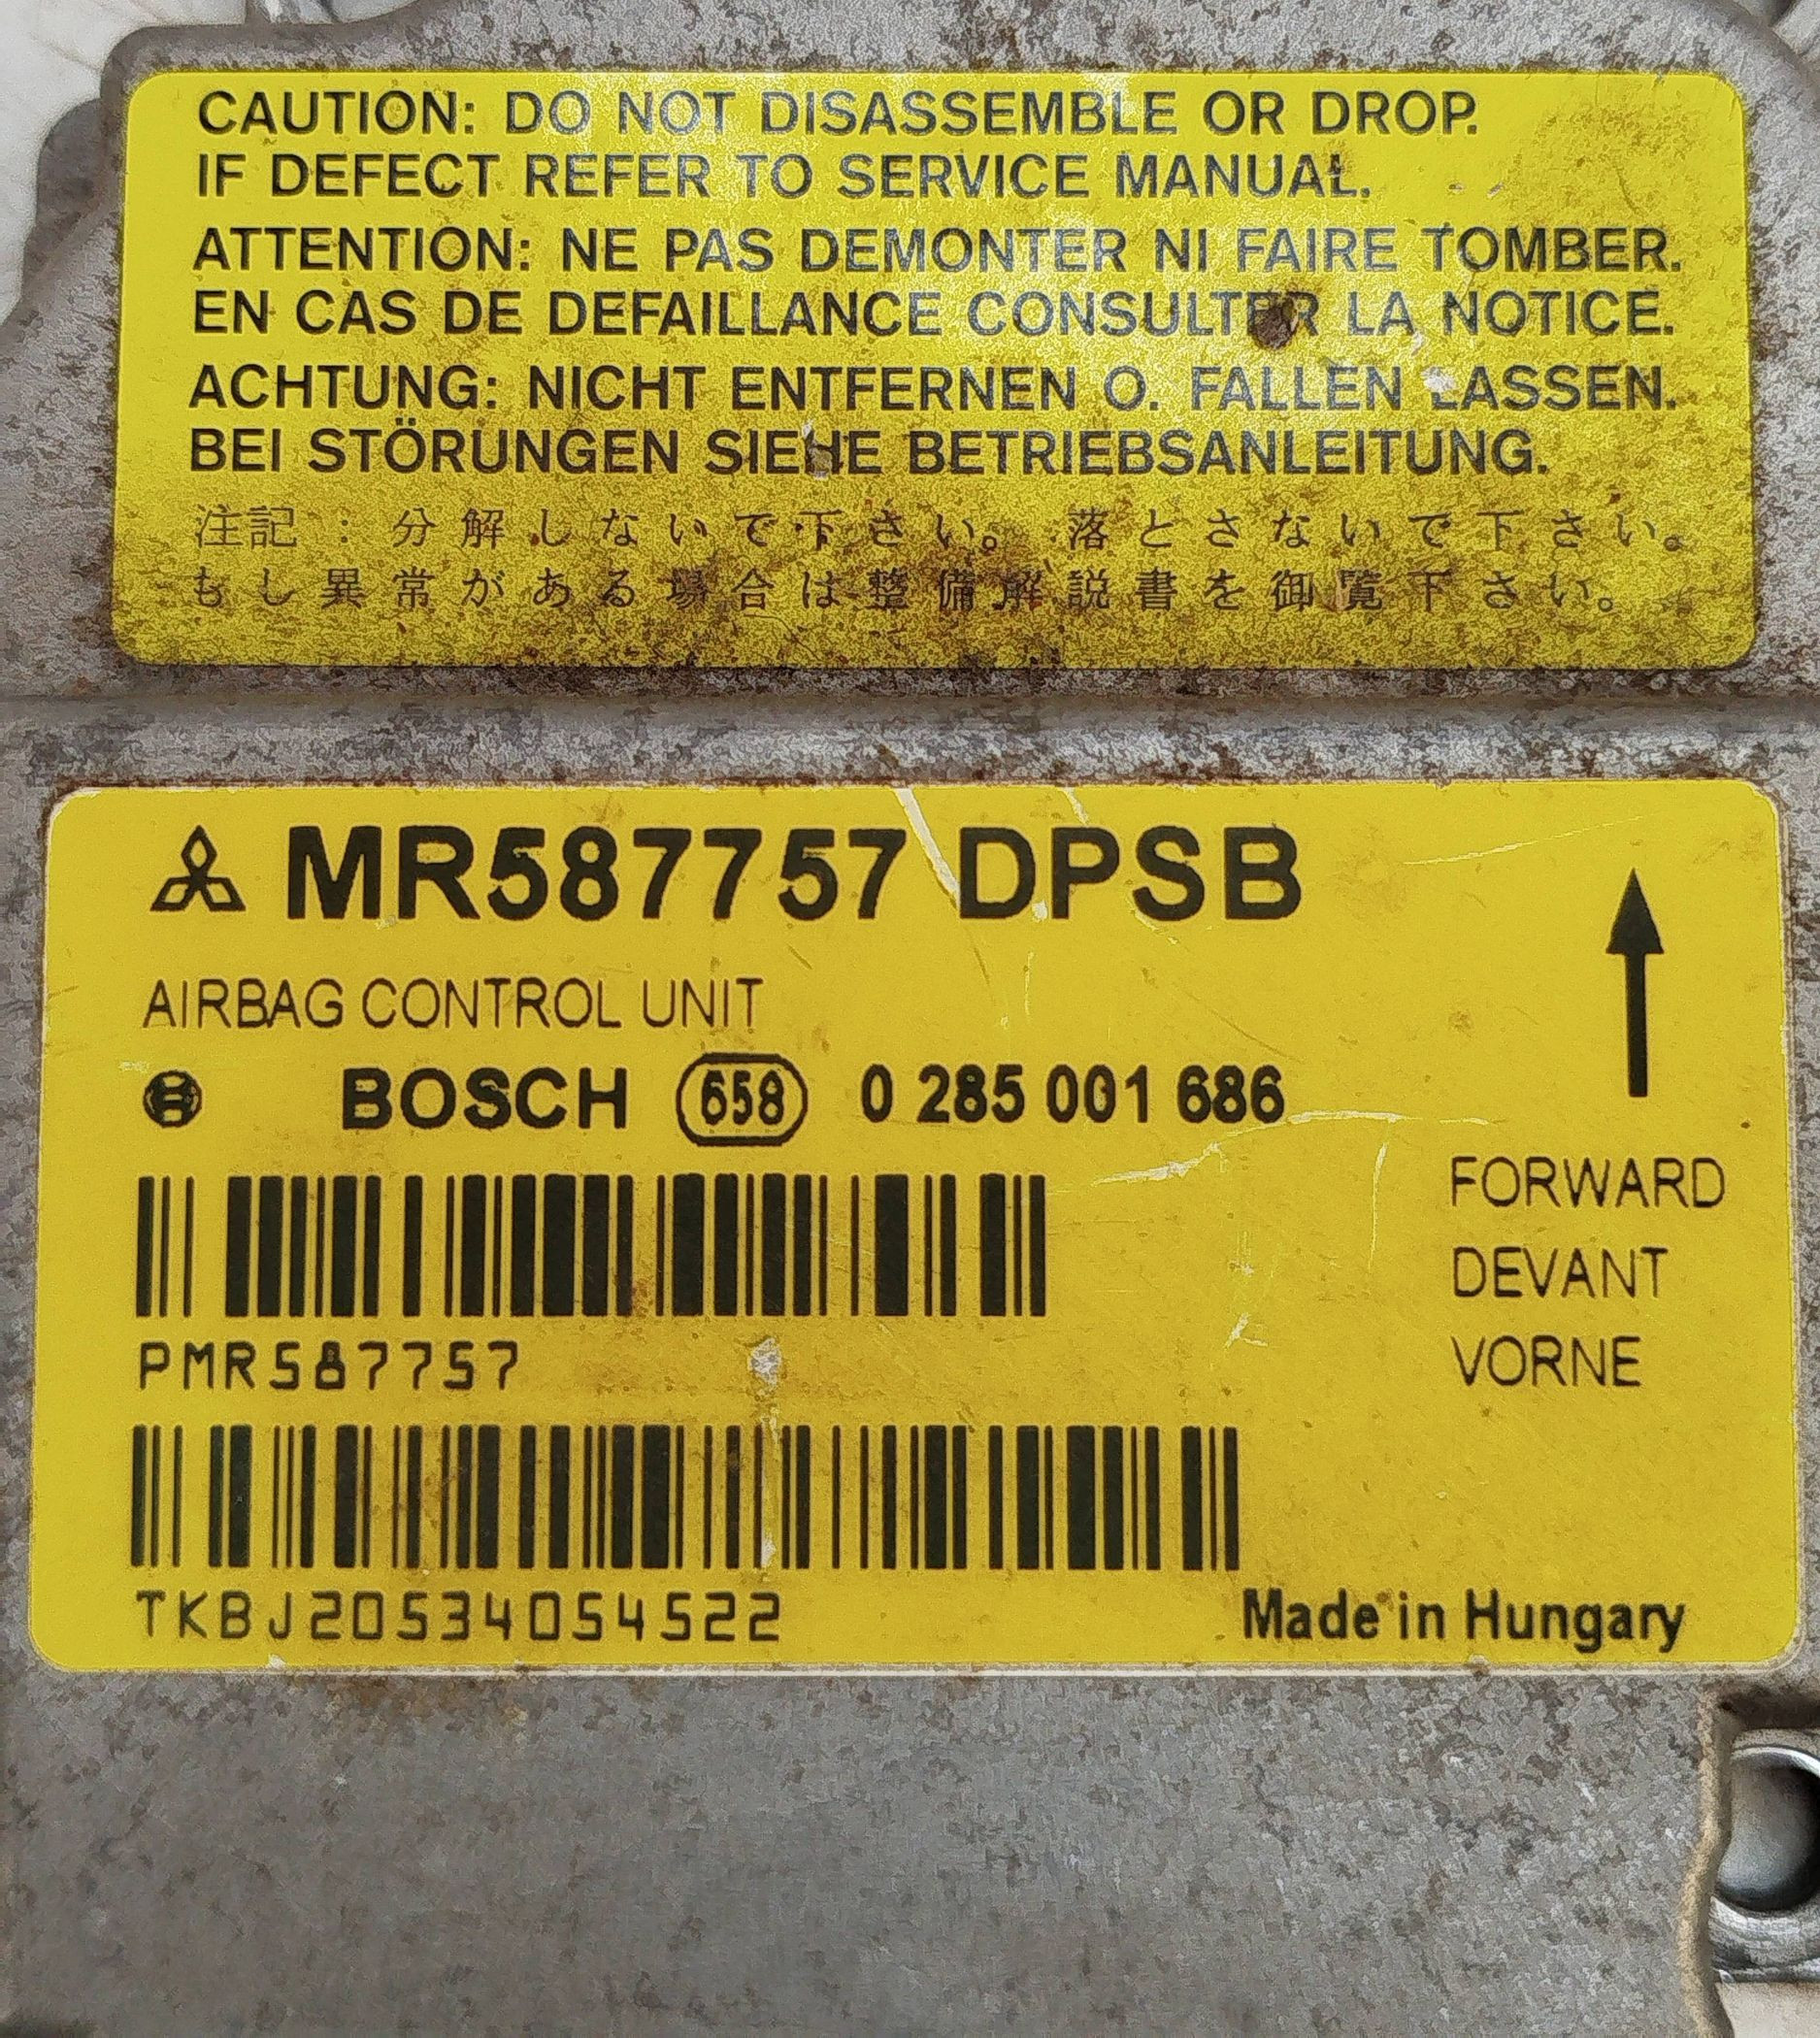 CAUTION: DO NOT DISASSEMBLE OR DROP.
IF DEFECT REFER TO SERVICE MANUAL.
ATTENTION: NE PAS DEMONTER NI FAIRE TOMBER.
EN CAS DE DEFAILLANCE CONSULTER LA NOTICE.
ACHTUNG: NICHT ENTFERNEN O. FALLEN LASSEN.
BEI STÖRUNGEN SIEHE BETRIEBSANLEITUNG.
注記：分解しないで下さい。落とさないで下さい。
もし異常がある場合は整備解説書を御覧下さい。
MR587757 DPSB
AIRBAG CONTROL UNIT
BOSCH 658 0 285 001 686
FORWARD
DEVANT
VORNE
PMR587757
TKBJ20534054522
Made in Hungary